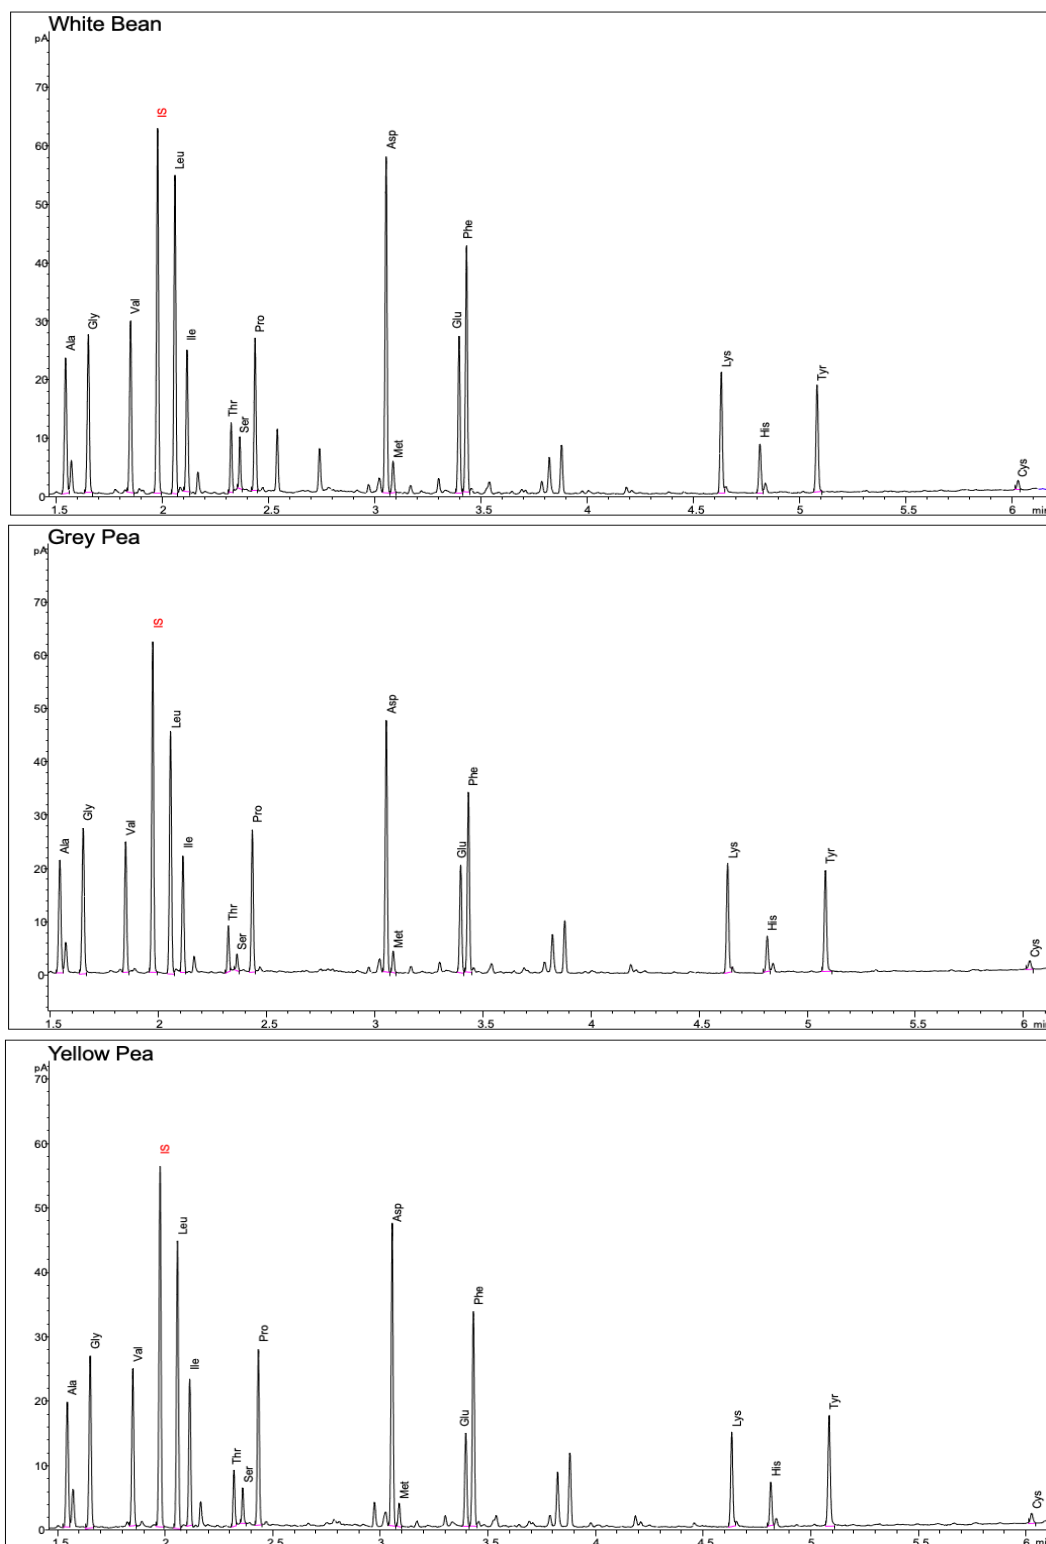 White Bean
pA
70
60
50
40
30
20
10
0
Ala
Gly
Val
IS
Leu
Ile
Thr
Ser
Pro
Asp
Met
Glu
Phe
Lys
His
Tyr
Cys
1.5 2 2.5 3 3.5 4 4.5 5 5.5 6 min
Grey Pea
pA
70
60
50
40
30
20
10
0
Ala
Gly
Val
IS
Leu
Ile
Thr
Ser
Pro
Asp
Met
Glu
Phe
Lys
His
Tyr
Cys
1.5 2 2.5 3 3.5 4 4.5 5 5.5 6 min
Yellow Pea
pA
70
60
50
40
30
20
10
0
Ala
Gly
Val
IS
Leu
Ile
Thr
Ser
Pro
Asp
Met
Glu
Phe
Lys
His
Tyr
Cys
1.5 2 2.5 3 3.5 4 4.5 5 5.5 6 min